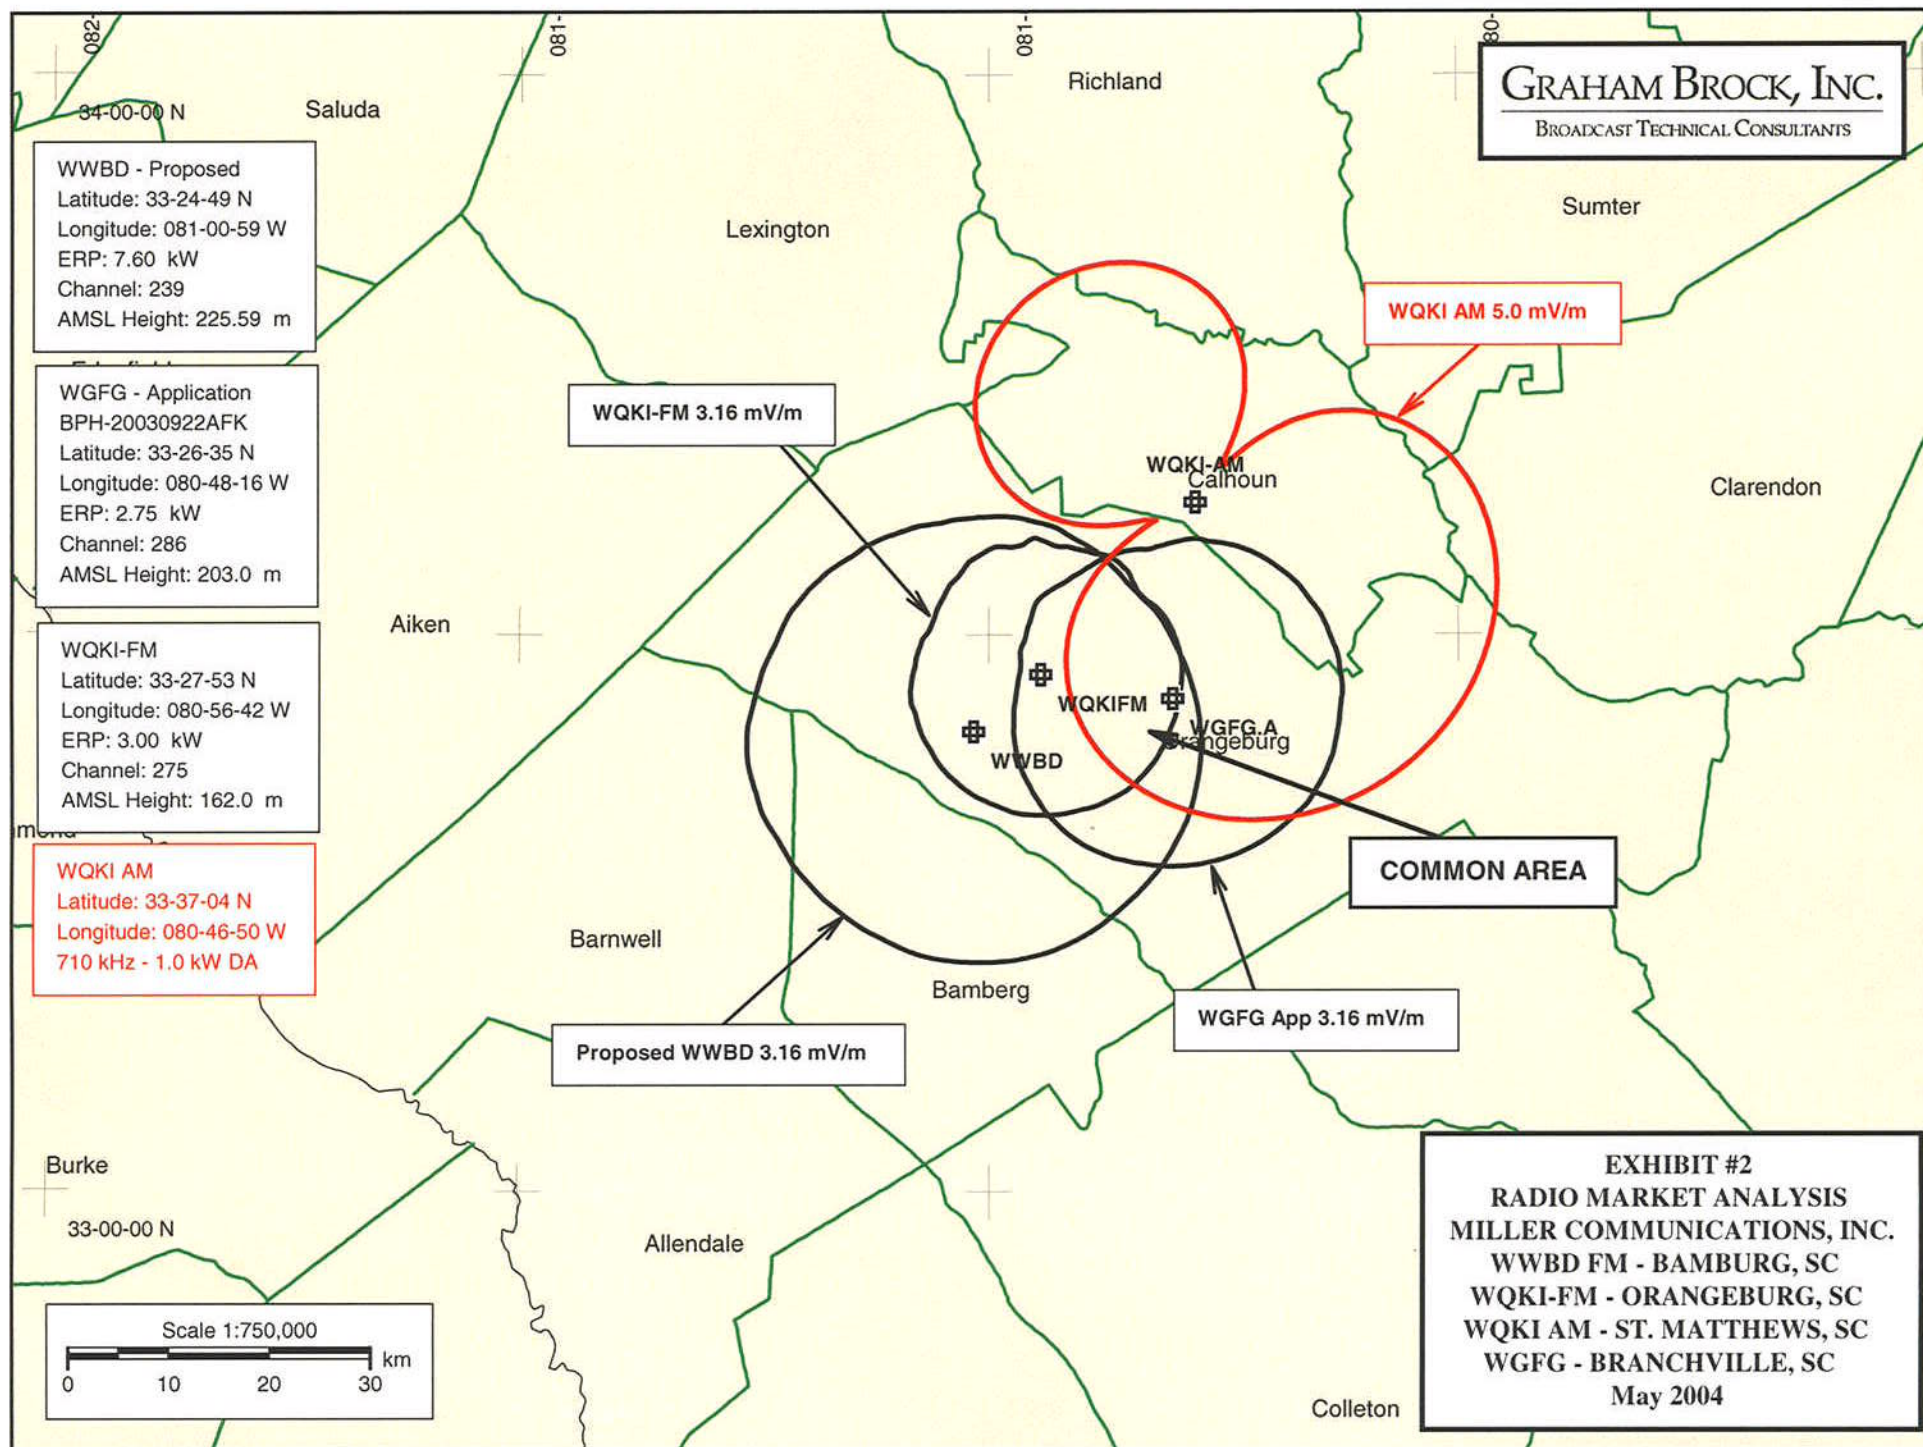 082-
081-
081-
80-
GRAHAM BROCK, INC.
BROADCAST TECHNICAL CONSULTANTS
34-00-00 N
Saluda
Richland
Lexington
Sumter
WWBD - Proposed
Latitude: 33-24-49 N
Longitude: 081-00-59 W
ERP: 7.60 kW
Channel: 239
AMSL Height: 225.59 m
WGFG - Application
BPH-20030922AFK
Latitude: 33-26-35 N
Longitude: 080-48-16 W
ERP: 2.75 kW
Channel: 286
AMSL Height: 203.0 m
WQKI-FM
Latitude: 33-27-53 N
Longitude: 080-56-42 W
ERP: 3.00 kW
Channel: 275
AMSL Height: 162.0 m
WQKI AM
Latitude: 33-37-04 N
Longitude: 080-46-50 W
710 kHz - 1.0 kW DA
WQKI AM 5.0 mV/m
WQKI-FM 3.16 mV/m
WQKI-AM
Calhoun
Clarendon
Aiken
WQKIFM
WGFG.A
Orangeburg
WWBD
COMMON AREA
Barnwell
Bamberg
WGFG App 3.16 mV/m
Proposed WWBD 3.16 mV/m
Burke
33-00-00 N
Allendale
Colleton
Scale 1:750,000
km
0 10 20 30
EXHIBIT #2
RADIO MARKET ANALYSIS
MILLER COMMUNICATIONS, INC.
WWBD FM - BAMBURG, SC
WQKI-FM - ORANGEBURG, SC
WQKI AM - ST. MATTHEWS, SC
WGFG - BRANCHVILLE, SC
May 2004